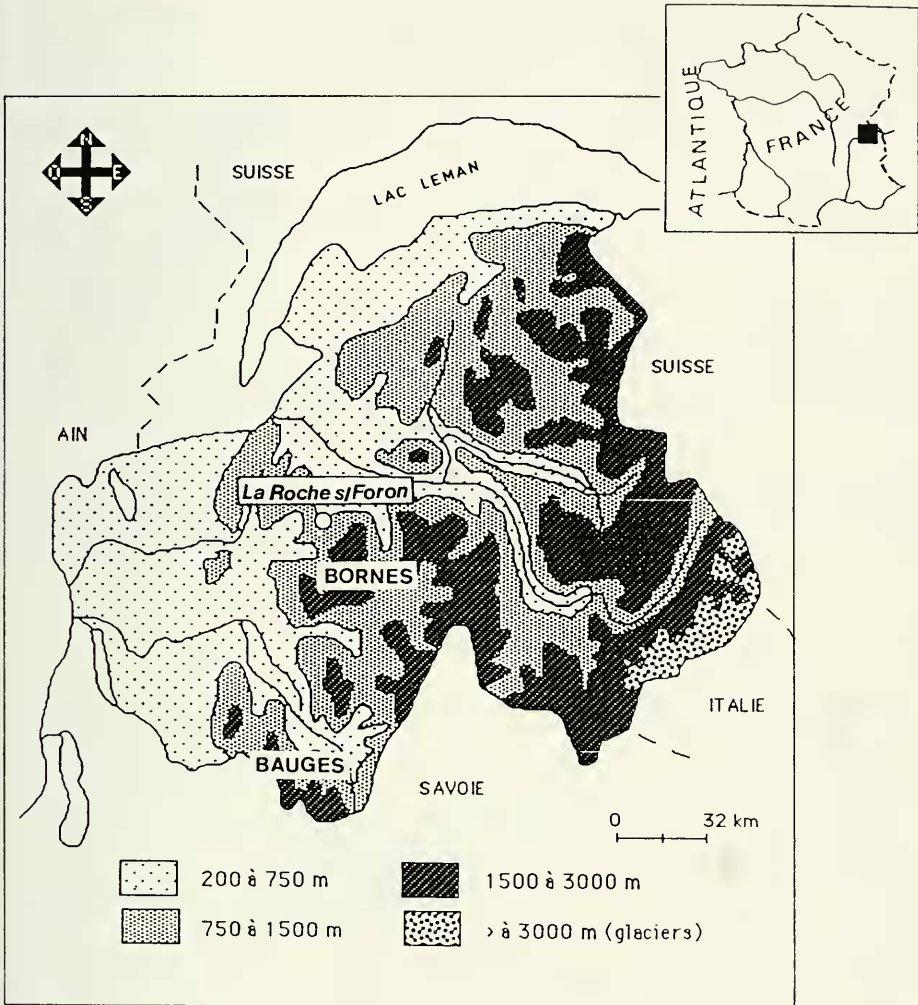 ATLANTIQUE
FRANCE
N
O E
S
SUISSE
LAC LEMAN
SUISSE
AIN
La Roche s/Foron
BORNES
ITALIE
BAUGES
SAVOIE
0 32 km
200 à 750 m
1500 à 3000 m
750 à 1500 m
> à 3000 m (glaciers)